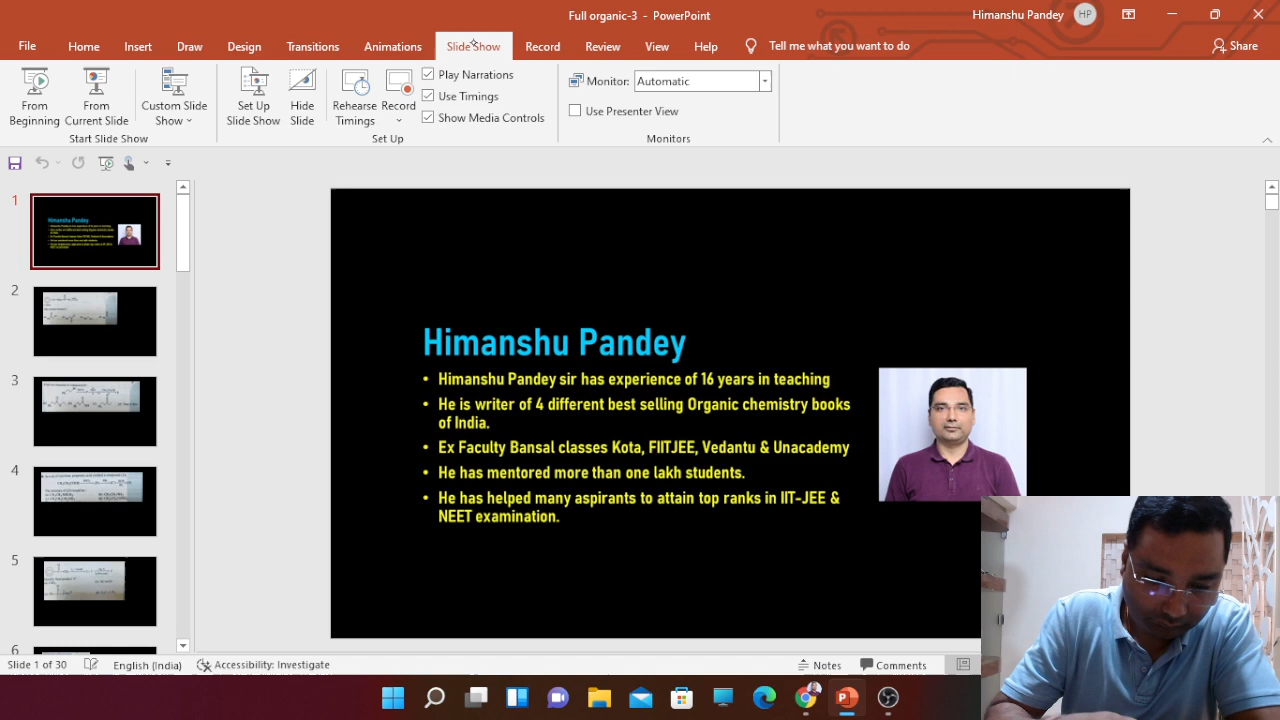 Full organic-3 - PowerPoint
Himanshu Pandey HP
File Home Insert Draw Design Transitions Animations Slide Show Record Review View Help Tell me what you want to do Share
From Beginning
From Current Slide
Custom Slide Show
Start Slide Show
Set Up Slide Show
Hide Slide
Rehearse Timings
Record
Play Narrations
Use Timings
Show Media Controls
Set Up
Monitor: Automatic
Use Presenter View
Monitors
1
2
3
4
5
6
Himanshu Pandey
• Himanshu Pandey sir has experience of 16 years in teaching
• He is writer of 4 different best selling Organic chemistry books
of India.
• Ex Faculty Bansal classes Kota, FIITJEE, Vedantu & Unacademy
• He has mentored more than one lakh students.
• He has helped many aspirants to attain top ranks in IIT-JEE &
NEET examination.
Slide 1 of 30 English (India) Accessibility: Investigate Notes Comments